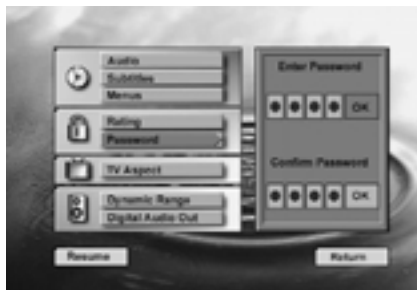 Audio
Subtitles
Menus
Rating
Password
TV Aspect
Dynamic Range
Digital Audio Out
Enter Password
OK
Confirm Password
OK
Resume
Return